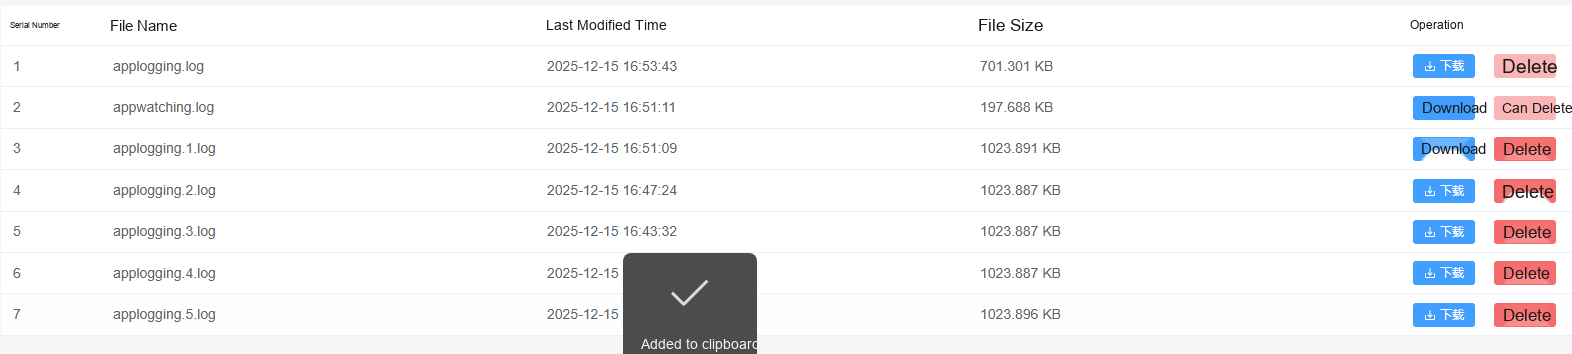 Serial Number File Name Last Modified Time File Size Operation
1 applogging.log 2025-12-15 16:53:43 701.301 KB 下载 Delete
2 appwatching.log 2025-12-15 16:51:11 197.688 KB Download Can Delete
3 applogging.1.log 2025-12-15 16:51:09 1023.891 KB Download Delete
4 applogging.2.log 2025-12-15 16:47:24 1023.887 KB 下载 Delete
5 applogging.3.log 2025-12-15 16:43:32 1023.887 KB 下载 Delete
6 applogging.4.log 2025-12-15 1023.887 KB 下载 Delete
7 applogging.5.log 2025-12-15 1023.896 KB 下载 Delete
Added to clipboard